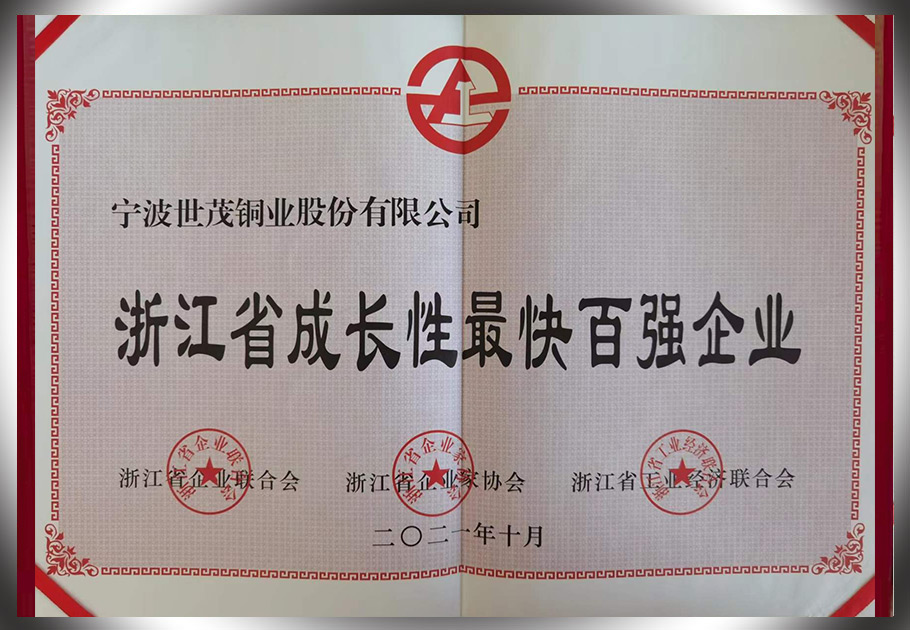 宁波世茂铜业股份有限公司
浙江省成长性最快百强企业
浙江省企业联合会 浙江省企业家协会 浙江省工业经济联合会
二〇二一年十月